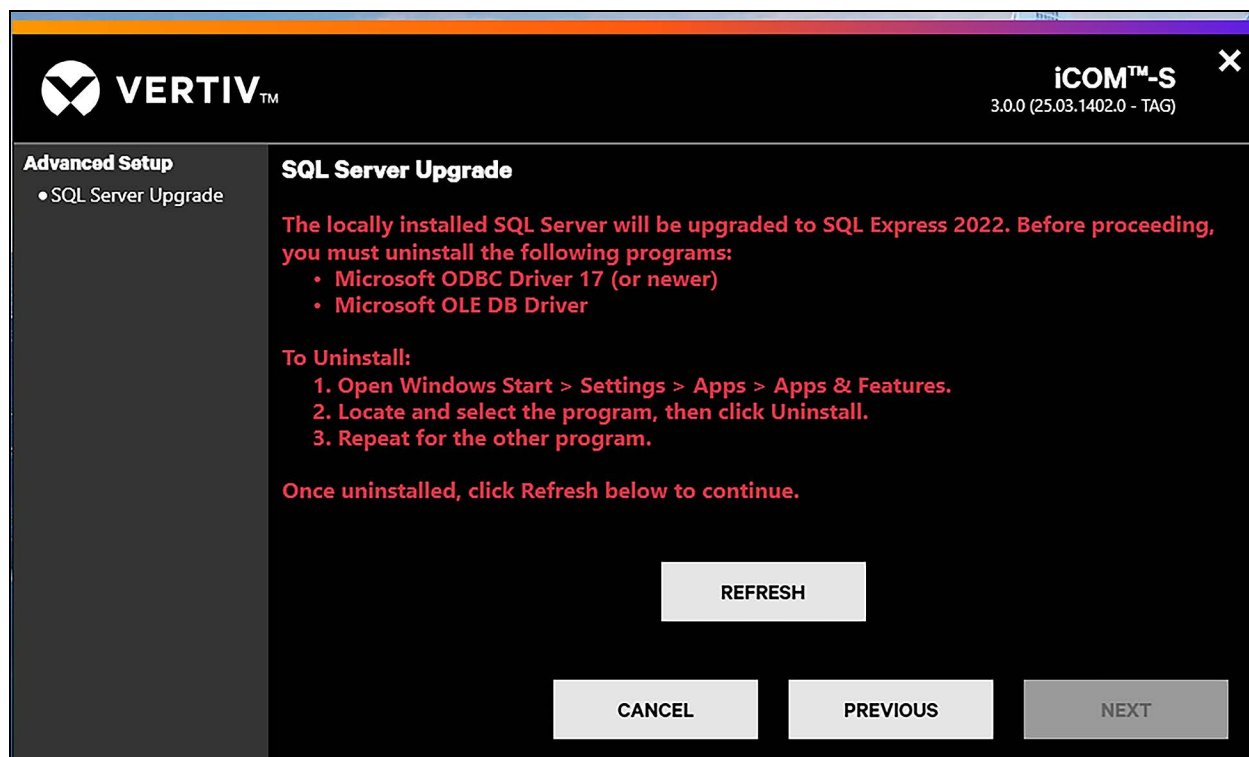 VERTIV™
iCOM™-S
3.0.0 (25.03.1402.0 - TAG)
Advanced Setup
• SQL Server Upgrade
SQL Server Upgrade
The locally installed SQL Server will be upgraded to SQL Express 2022. Before proceeding,
you must uninstall the following programs:
• Microsoft ODBC Driver 17 (or newer)
• Microsoft OLE DB Driver
To Uninstall:
1. Open Windows Start > Settings > Apps > Apps & Features.
2. Locate and select the program, then click Uninstall.
3. Repeat for the other program.
Once uninstalled, click Refresh below to continue.
REFRESH
CANCEL
PREVIOUS
NEXT